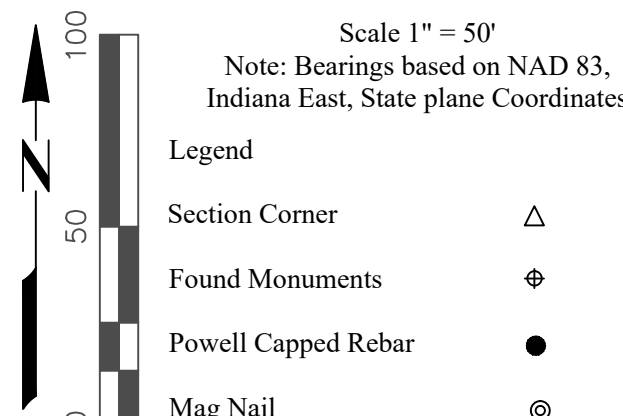 Scale 1" = 50'
Note: Bearings based on NAD 83,
Indiana East, State plane Coordinates
100
N
Legend
50
Section Corner
Found Monuments
Powell Capped Rebar
0
Mag Nail